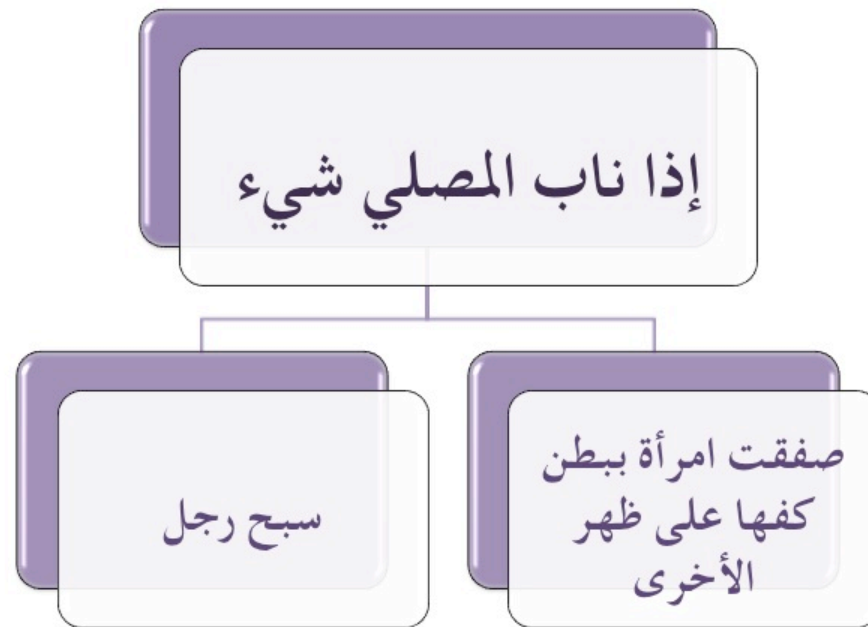 إذا ناب المصلي شيء
صفقت امرأة ببطن
كفها على ظهر
الأخرى
سبح رجل